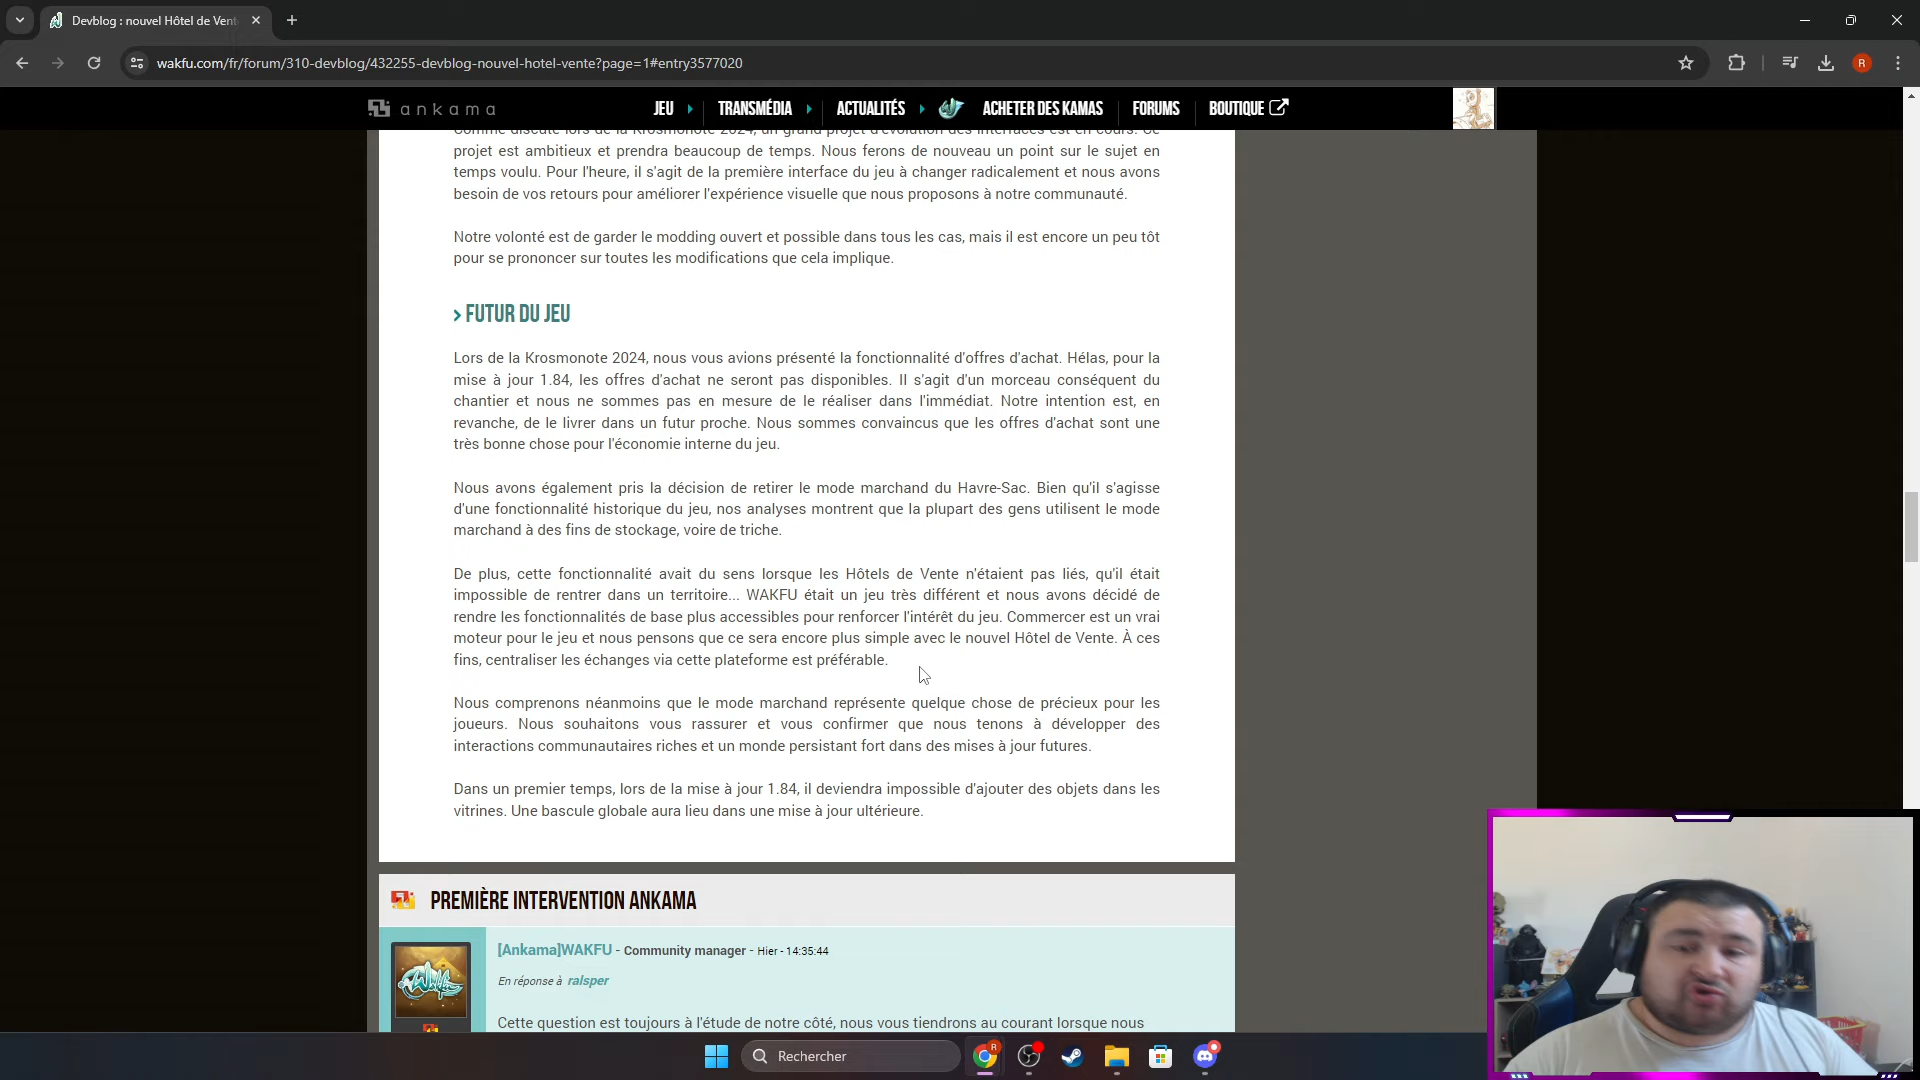 Devblog : nouvel Hôtel de Vent
wakfu.com/fr/forum/310-devblog/432255-devblog-nouvel-hotel-vente?page=1#entry3577020
R
ankama
JEU
TRANSMÉDIA
ACTUALITÉS
ACHETER DES KAMAS
FORUMS
BOUTIQUE
Comme discuté lors de la Krosmonote 2024, un grand projet d'évolution des interfaces est en cours. Ce
projet est ambitieux et prendra beaucoup de temps. Nous ferons de nouveau un point sur le sujet en
temps voulu. Pour l'heure, il s'agit de la première interface du jeu à changer radicalement et nous avons
besoin de vos retours pour améliorer l'expérience visuelle que nous proposons à notre communauté.
Notre volonté est de garder le modding ouvert et possible dans tous les cas, mais il est encore un peu tôt
pour se prononcer sur toutes les modifications que cela implique.
› FUTUR DU JEU
Lors de la Krosmonote 2024, nous vous avions présenté la fonctionnalité d'offres d'achat. Hélas, pour la
mise à jour 1.84, les offres d'achat ne seront pas disponibles. Il s'agit d'un morceau conséquent du
chantier et nous ne sommes pas en mesure de le réaliser dans l'immédiat. Notre intention est, en
revanche, de le livrer dans un futur proche. Nous sommes convaincus que les offres d'achat sont une
très bonne chose pour l'économie interne du jeu.
Nous avons également pris la décision de retirer le mode marchand du Havre-Sac. Bien qu'il s'agisse
d'une fonctionnalité historique du jeu, nos analyses montrent que la plupart des gens utilisent le mode
marchand à des fins de stockage, voire de triche.
De plus, cette fonctionnalité avait du sens lorsque les Hôtels de Vente n'étaient pas liés, qu'il était
impossible de rentrer dans un territoire... WAKFU était un jeu très différent et nous avons décidé de
rendre les fonctionnalités de base plus accessibles pour renforcer l'intérêt du jeu. Commercer est un vrai
moteur pour le jeu et nous pensons que ce sera encore plus simple avec le nouvel Hôtel de Vente. À ces
fins, centraliser les échanges via cette plateforme est préférable.
Nous comprenons néanmoins que le mode marchand représente quelque chose de précieux pour les
joueurs. Nous souhaitons vous rassurer et vous confirmer que nous tenons à développer des
interactions communautaires riches et un monde persistant fort dans des mises à jour futures.
Dans un premier temps, lors de la mise à jour 1.84, il deviendra impossible d'ajouter des objets dans les
vitrines. Une bascule globale aura lieu dans une mise à jour ultérieure.
PREMIÈRE INTERVENTION ANKAMA
[Ankama]WAKFU - Community manager - Hier - 14:35:44
En réponse à ralsper
Wakfu
Cette question est toujours à l'étude de notre côté, nous vous tiendrons au courant lorsque nous
Rechercher
R